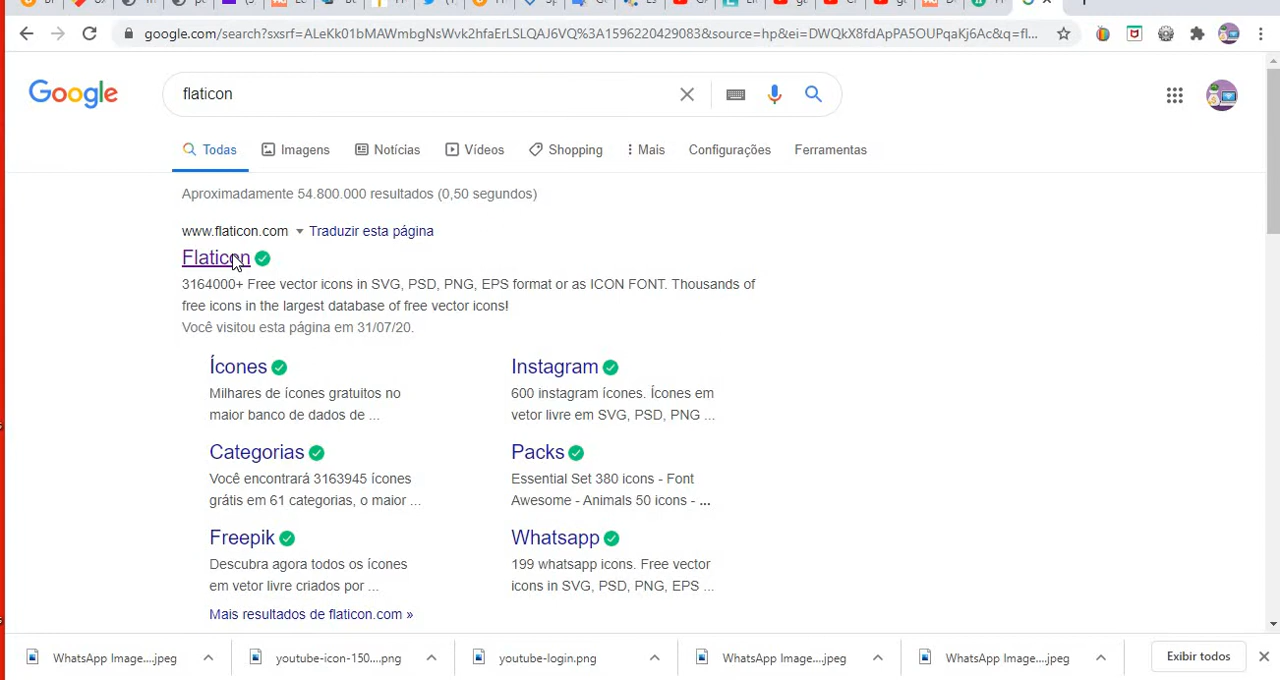 google.com/search?sxsrf=ALeKk01bMAWmbgNsWvk2hfaErLSLQAJ6VQ%3A1596220429083&source=hp&ei=DWQkX8fdApPA5OUPqaKj6Ac&q=fl...
Google
flaticon
Todas Imagens Notícias Vídeos Shopping Mais Configurações Ferramentas
Aproximadamente 54.800.000 resultados (0,50 segundos)
www.flaticon.com Traduzir esta página
Flaticon
3164000+ Free vector icons in SVG, PSD, PNG, EPS format or as ICON FONT. Thousands of
free icons in the largest database of free vector icons!
Você visitou esta página em 31/07/20.
Ícones
Milhares de ícones gratuitos no
maior banco de dados de ...
Instagram
600 instagram ícones. Ícones em
vetor livre em SVG, PSD, PNG ...
Categorias
Você encontrará 3163945 ícones
grátis em 61 categorias, o maior ...
Packs
Essential Set 380 icons - Font
Awesome - Animals 50 icons - ...
Freepik
Descubra agora todos os ícones
em vetor livre criados por ...
Whatsapp
199 whatsapp icons. Free vector
icons in SVG, PSD, PNG, EPS ...
Mais resultados de flaticon.com »
WhatsApp Image....jpeg youtube-icon-150....png youtube-login.png WhatsApp Image....jpeg WhatsApp Image....jpeg Exibir todos